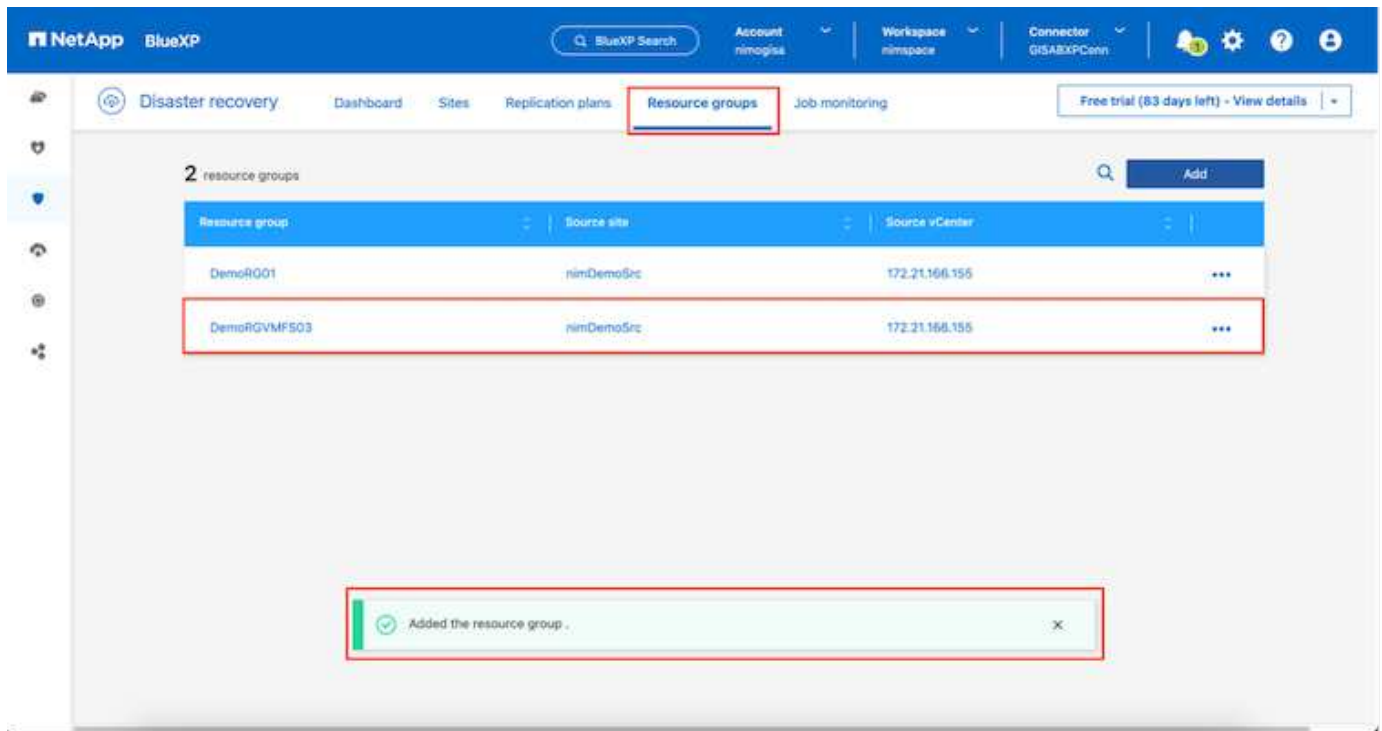 NetApp BlueXP BlueXP Search Account Workspace Connector
nimogisa nimspace GISABXPConn
1
Disaster recovery Dashboard Sites Replication plans Resource groups Job monitoring Free trial (83 days left) - View details
2 resource groups Add
Resource group Source site Source vCenter
DemoRG01 nimDemoSrc 172.21.166.155
DemoRGVMFS03 nimDemoSrc 172.21.166.155
Added the resource group .